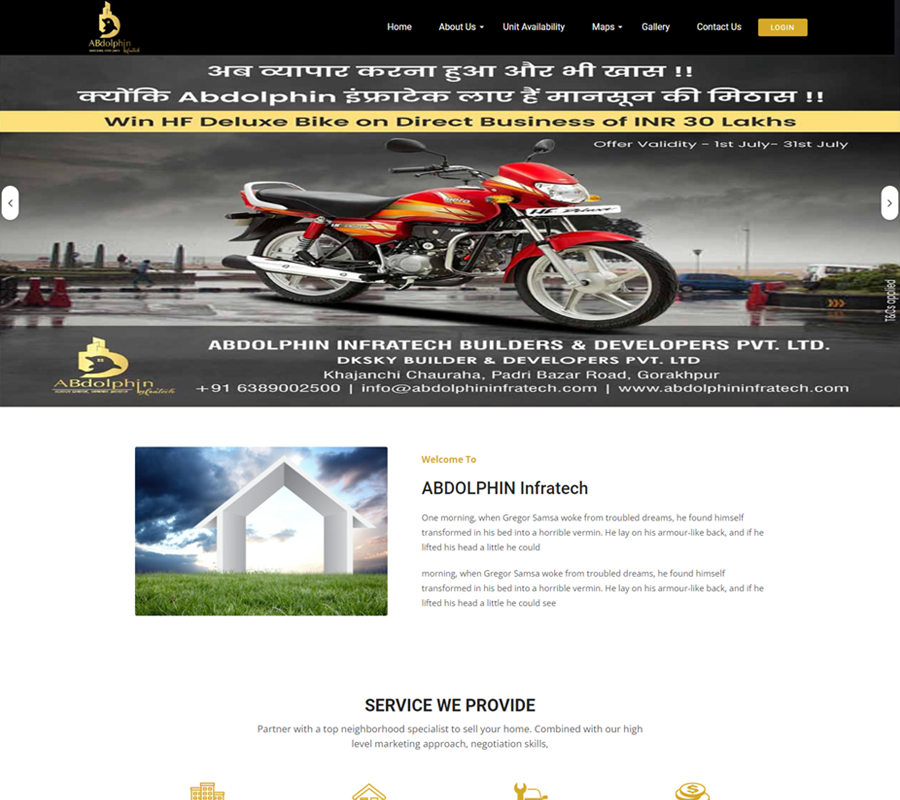 ABdolphin
Infratech
Home About Us Unit Availability Maps Gallery Contact Us LOGIN
अब व्यापार करना हुआ और भी खास !!
क्योंकि Abdolphin इंफ्राटेक लाए हैं मानसून की मिठास !!
Win HF Deluxe Bike on Direct Business of INR 30 Lakhs
Offer Validity - 1st July- 31st July
Hero
HF Deluxe
T&Cs applied
ABdolphin
Infratech
ABDOLPHIN INFRATECH BUILDERS & DEVELOPERS PVT. LTD.
DKSKY BUILDER & DEVELOPERS PVT. LTD
Khajanchi Chauraha, Padri Bazar Road, Gorakhpur
+91 6389002500 | info@abdolphininfratech.com | www.abdolphininfratech.com
Welcome To
ABDOLPHIN Infratech
One morning, when Gregor Samsa woke from troubled dreams, he found himself
transformed in his bed into a horrible vermin. He lay on his armour-like back, and if he
lifted his head a little he could
morning, when Gregor Samsa woke from troubled dreams, he found himself
transformed in his bed into a horrible vermin. He lay on his armour-like back, and if he
lifted his head a little he could see
SERVICE WE PROVIDE
Partner with a top neighborhood specialist to sell your home. Combined with our high
level marketing approach, negotiation skills,